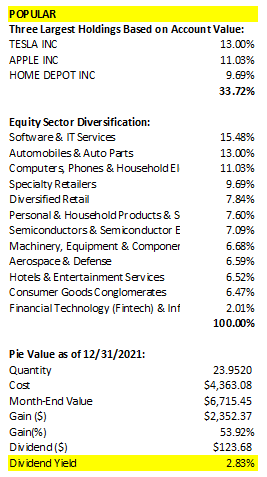 POPULAR
Three Largest Holdings Based on Account Value:
TESLA INC 13.00%
APPLE INC 11.03%
HOME DEPOT INC 9.69%
33.72%
Equity Sector Diversification:
Software & IT Services 15.48%
Automobiles & Auto Parts 13.00%
Computers, Phones & Household El 11.03%
Specialty Retailers 9.69%
Diversified Retail 7.84%
Personal & Household Products & S 7.60%
Semiconductors & Semiconductor E 7.09%
Machinery, Equipment & Componer 6.68%
Aerospace & Defense 6.59%
Hotels & Entertainment Services 6.52%
Consumer Goods Conglomerates 6.47%
Financial Technology (Fintech) & Inf 2.01%
100.00%
Pie Value as of 12/31/2021:
Quantity 23.9520
Cost $4,363.08
Month-End Value $6,715.45
Gain ($) $2,352.37
Gain(%) 53.92%
Dividend ($) $123.68
Dividend Yield 2.83%